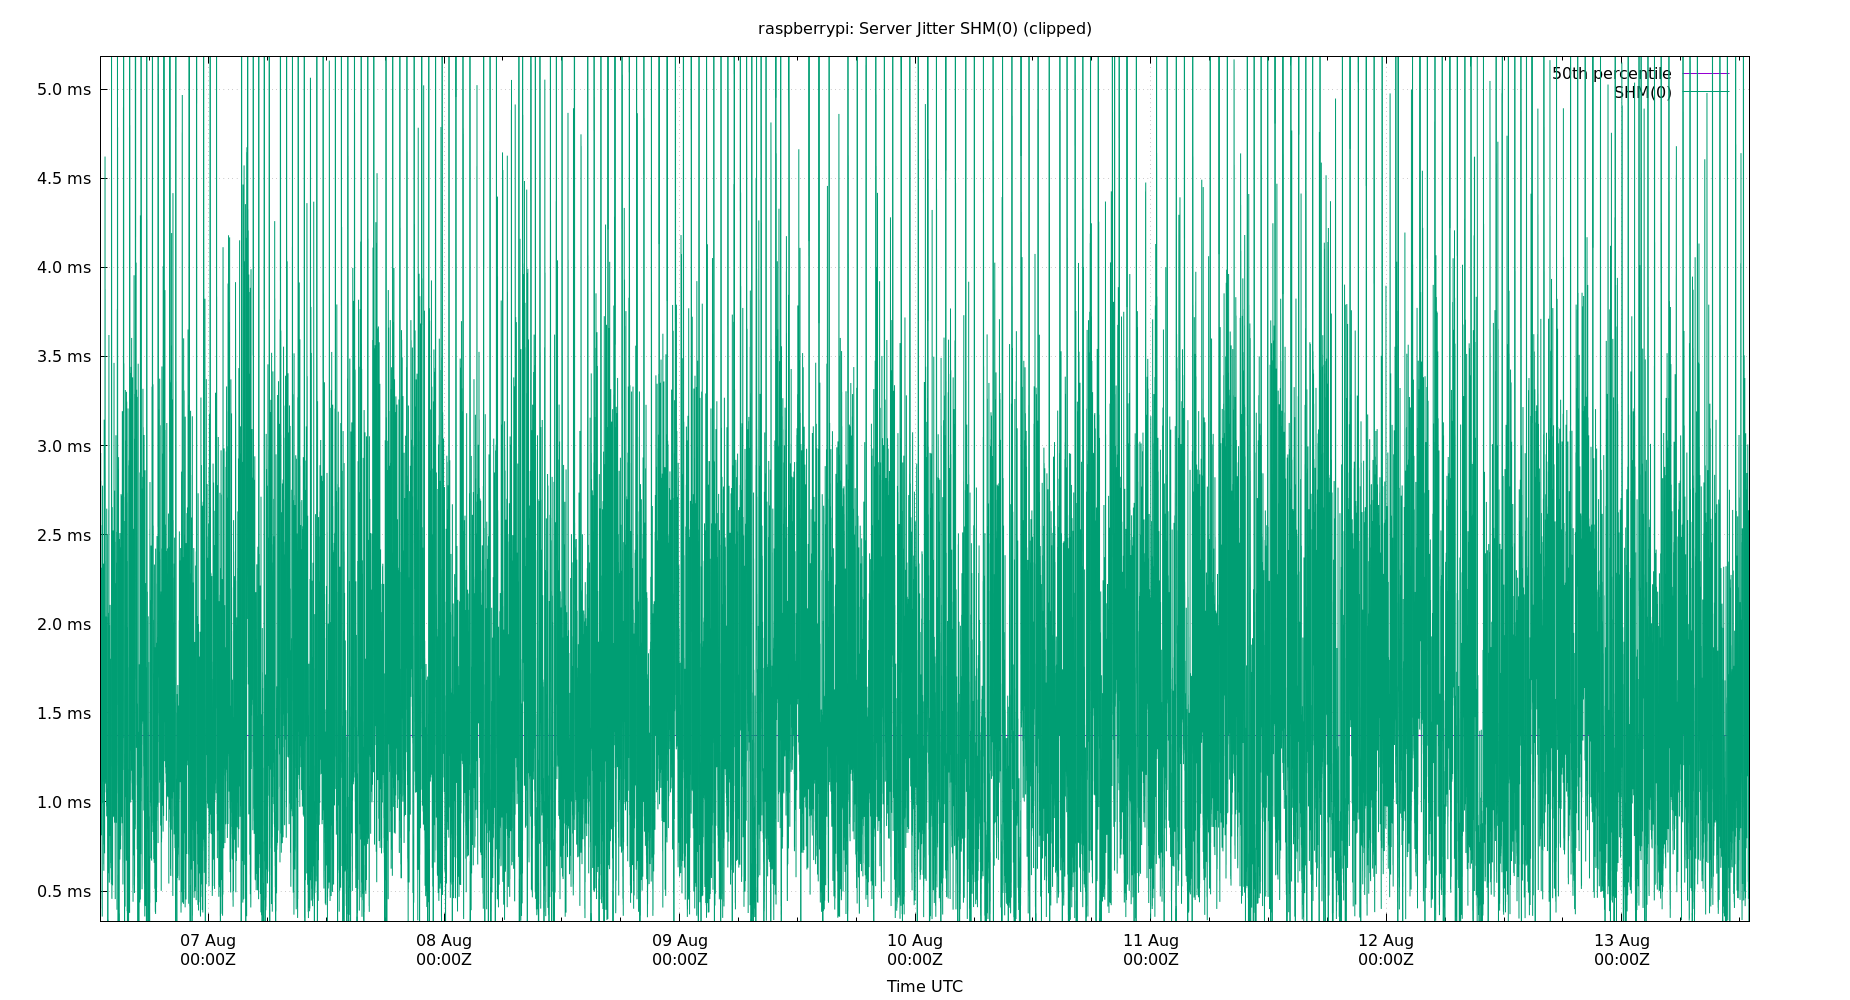 raspberrypi: Server Jitter SHM(0) (clipped)
50th percentile
SHM(0)
5.0 ms
4.5 ms
4.0 ms
3.5 ms
3.0 ms
2.5 ms
2.0 ms
1.5 ms
1.0 ms
0.5 ms
07 Aug 08 Aug 09 Aug 10 Aug 11 Aug 12 Aug 13 Aug
00:00Z 00:00Z 00:00Z 00:00Z 00:00Z 00:00Z 00:00Z
Time UTC